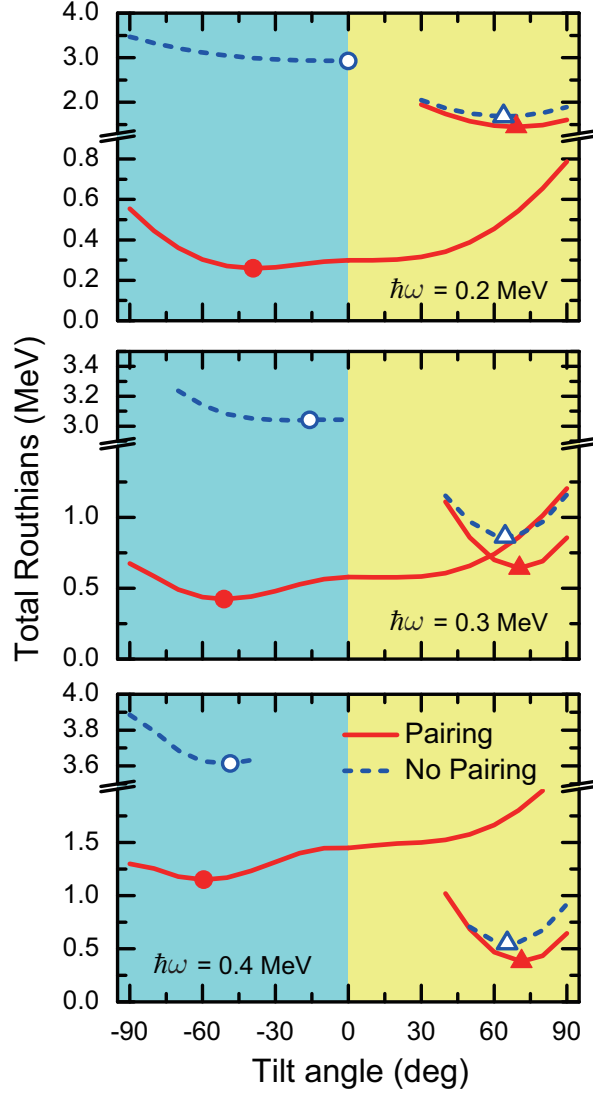 Total Routhians (MeV)
4.0
3.0
2.0
0.8
0.6
0.4
0.2
0.0
ħω = 0.2 MeV
3.4
3.2
3.0
1.0
0.5
0.0
ħω = 0.3 MeV
4.0
3.8
3.6
1.5
1.0
0.5
0.0
Pairing
No Pairing
ħω = 0.4 MeV
-90 -60 -30 0 30 60 90
Tilt angle (deg)